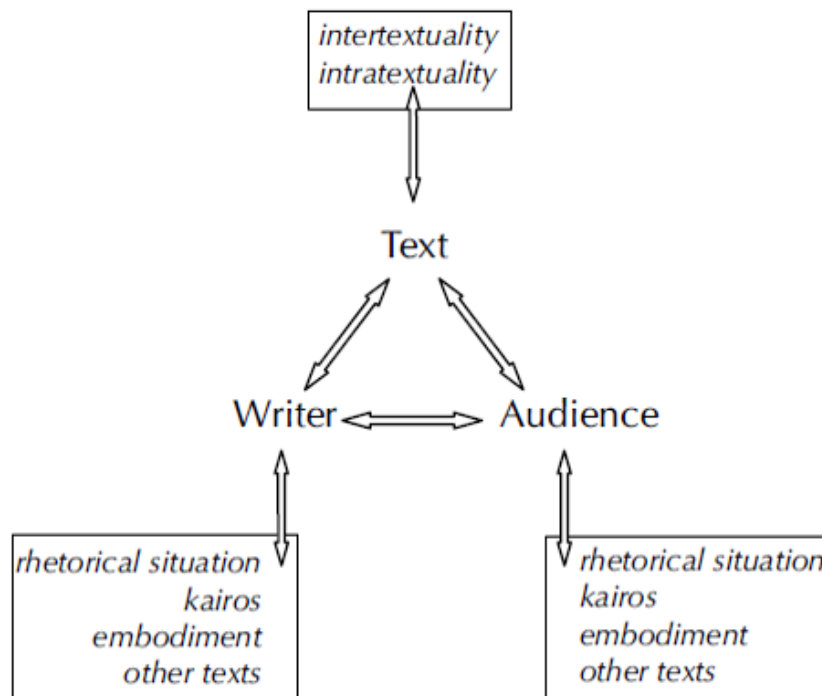 intertextuality
intratextuality
Text
Writer
Audience
rhetorical situation
kairos
embodiment
other texts
rhetorical situation
kairos
embodiment
other texts